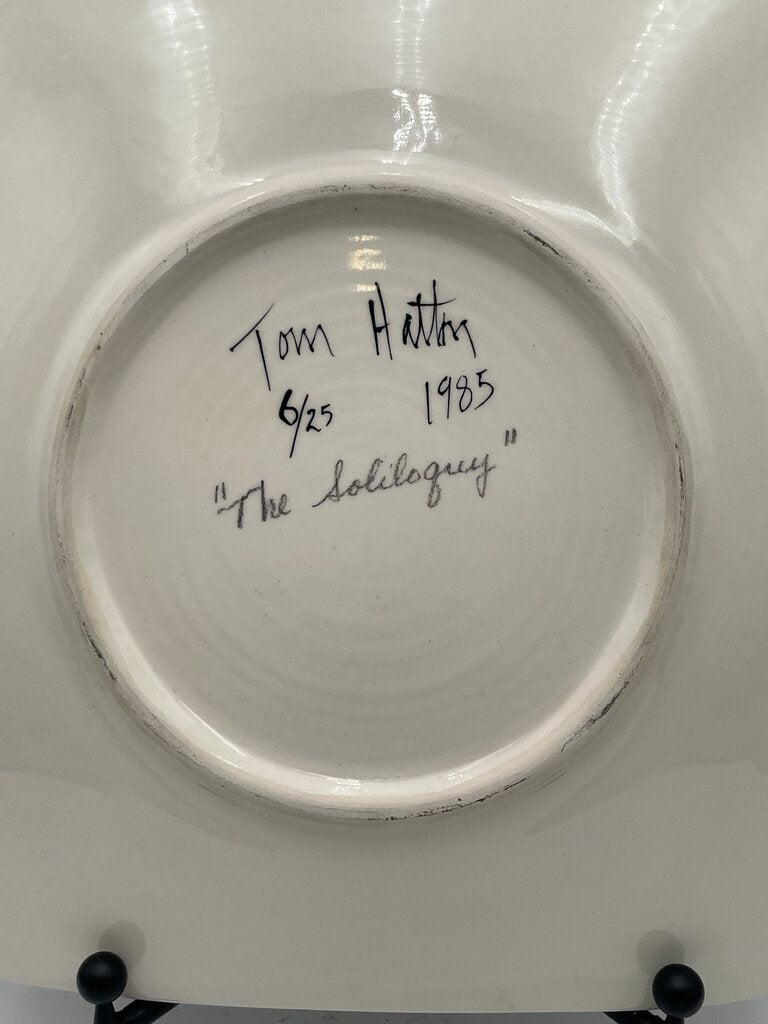 Tom Hatton
6/25 1985
"The Soliloquy"